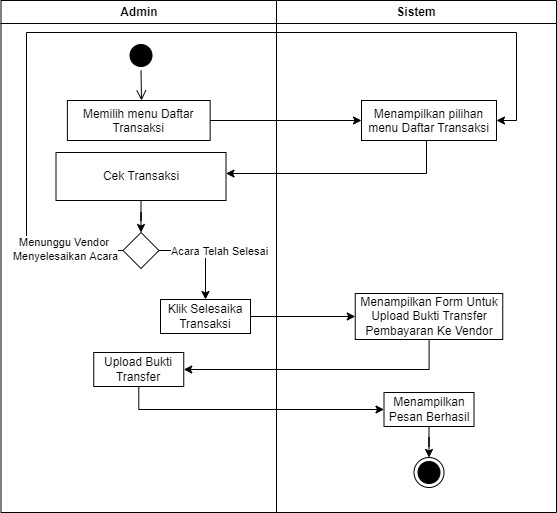 Admin
Sistem
Memilih menu Daftar
Transaksi
Menampilkan pilihan
menu Daftar Transaksi
Cek Transaksi
Menunggu Vendor
Menyelesaikan Acara
Acara Telah Selesai
Klik Selesaika
Transaksi
Menampilkan Form Untuk
Upload Bukti Transfer
Pembayaran Ke Vendor
Upload Bukti
Transfer
Menampilkan
Pesan Berhasil